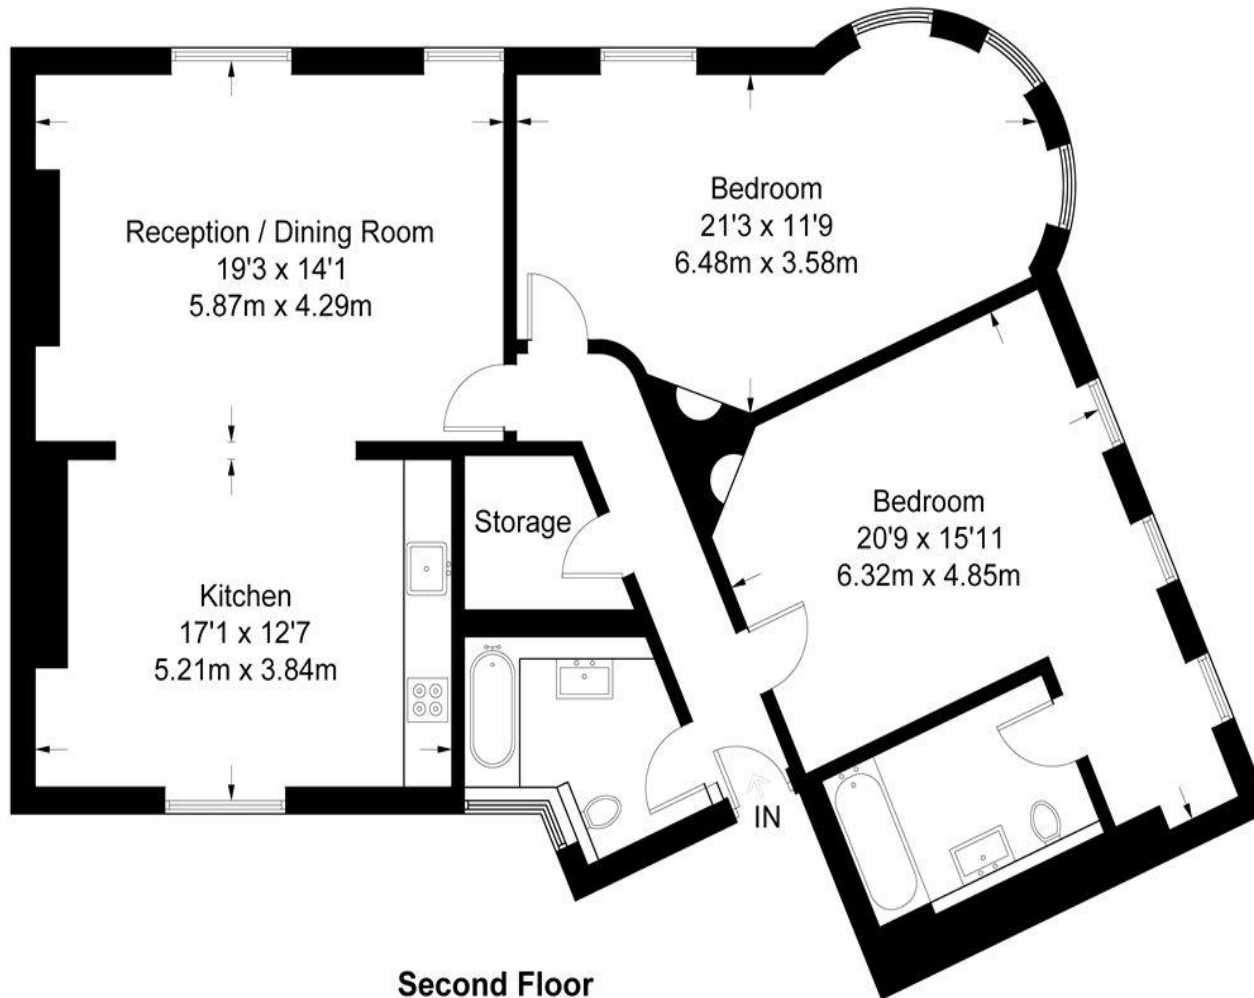 Reception / Dining Room
19'3 x 14'1
5.87m x 4.29m
Bedroom
21'3 x 11'9
6.48m x 3.58m
Storage
Bedroom
20'9 x 15'11
6.32m x 4.85m
Kitchen
17'1 x 12'7
5.21m x 3.84m
IN
Second Floor